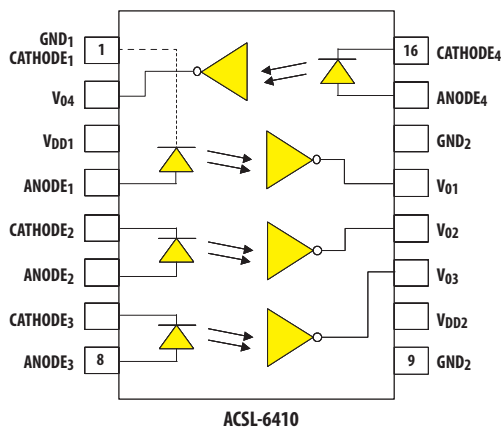 GND1
CATHODE1
1
V04
VDD1
ANODE1
CATHODE2
ANODE2
CATHODE3
ANODE3
8
16
CATHODE4
ANODE4
GND2
V01
V02
V03
VDD2
9
GND2
ACSL-6410